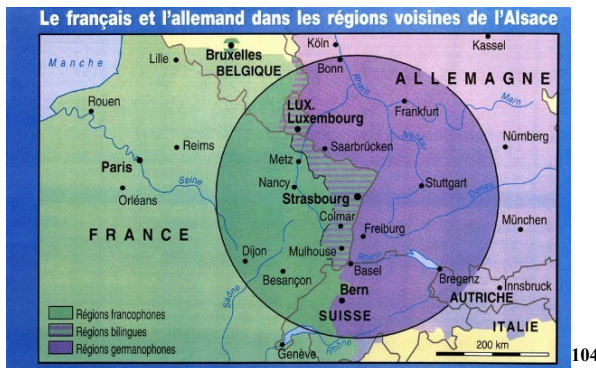 Le français et l'allemand dans les régions voisines de l'Alsace
Manche
Lille
Bruxelles
BELGIQUE
Köln
Bonn
Kassel
ALLEMAGNE
Rhein
Main
Frankfurt
Rouen
LUX.
Luxembourg
Neckar
Nürnberg
Reims
Saarbrücken
Paris
Metz
Seine
Nancy
Stuttgart
Donau
Orléans
Strasbourg
Colmar
FRANCE
Freiburg
München
Dijon
Mulhouse
Rhein
Basel
Besançon
Bregenz
Innsbruck
Saône
Bern
AUTRICHE
SUISSE
ITALIE
Régions francophones
Régions bilingues
Régions germanophones
Genève
Rhône
200 km
104